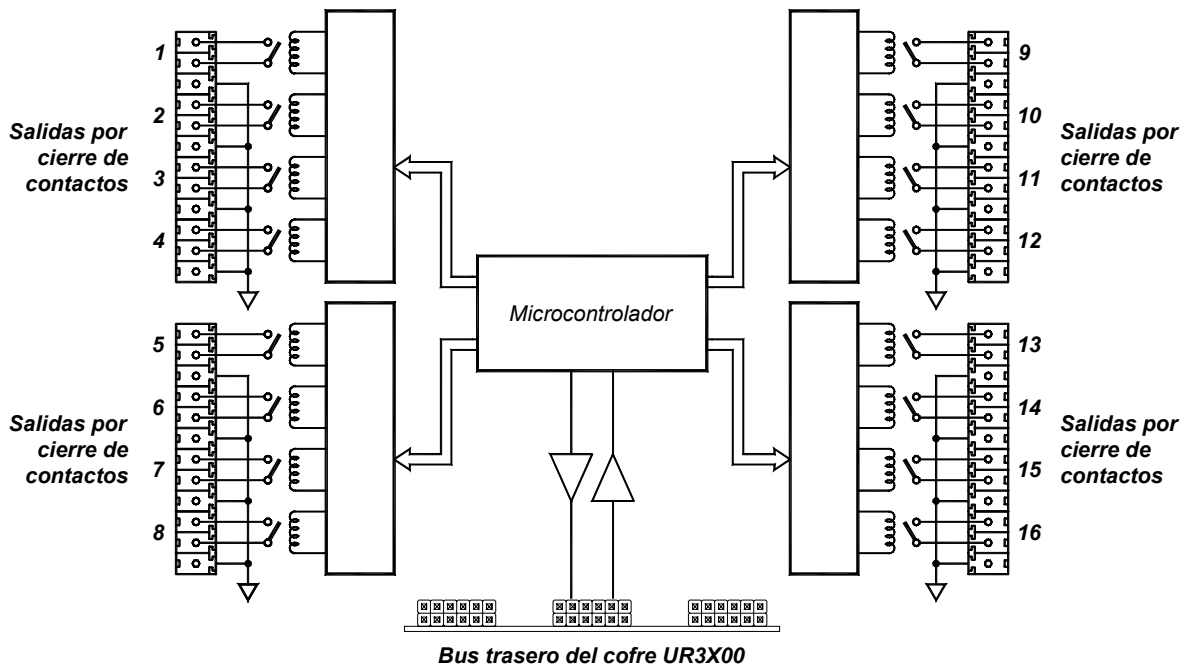 1
2
3
4
Salidas por
cierre de
contactos
5
6
7
8
Salidas por
cierre de
contactos
Microcontrolador
9
10
11
12
Salidas por
cierre de
contactos
13
14
15
16
Salidas por
cierre de
contactos
Bus trasero del cofre UR3X00